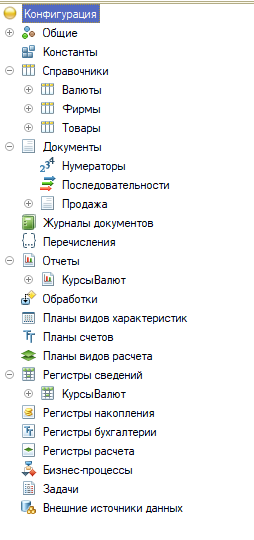 Конфигурация
Общие
Константы
Справочники
Валюты
Фирмы
Товары
Документы
Нумераторы
Последовательности
Продажа
Журналы документов
Перечисления
Отчеты
КурсыВалют
Обработки
Планы видов характеристик
Планы счетов
Планы видов расчета
Регистры сведений
КурсыВалют
Регистры накопления
Регистры бухгалтерии
Регистры расчета
Бизнес-процессы
Задачи
Внешние источники данных